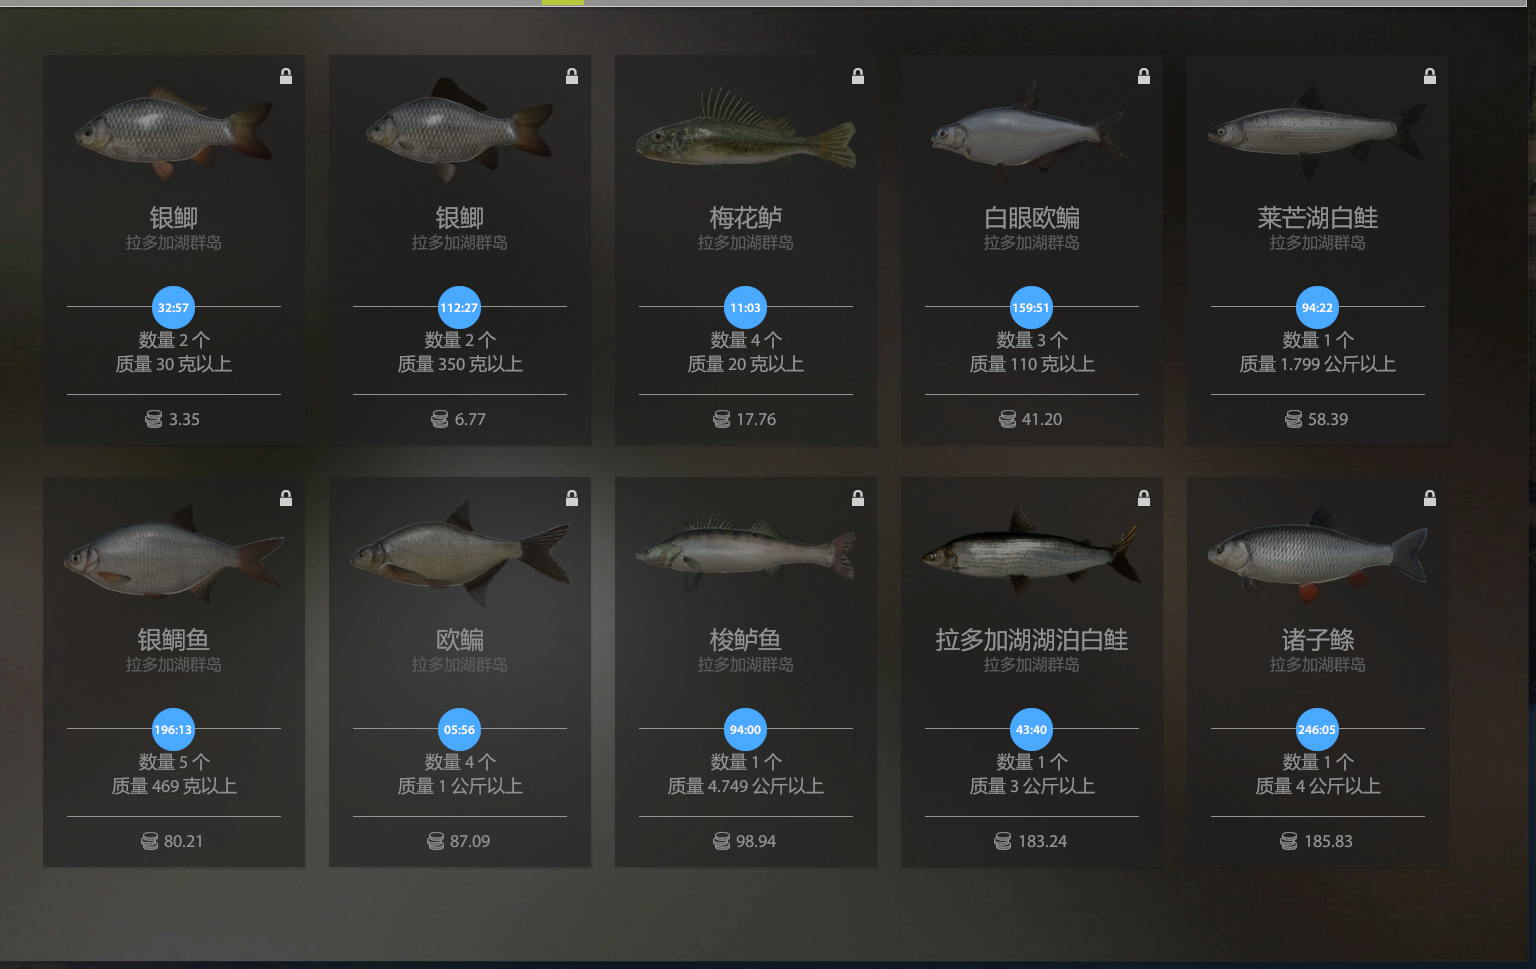 银鲫
拉多加湖群岛
32:57
数量 2 个
质量 30 克以上
3.35
银鲫
拉多加湖群岛
112:27
数量 2 个
质量 350 克以上
6.77
梅花鲈
拉多加湖群岛
11:03
数量 4 个
质量 20 克以上
17.76
白眼欧鳊
拉多加湖群岛
159:51
数量 3 个
质量 110 克以上
41.20
莱芒湖白鲑
拉多加湖群岛
94:22
数量 1 个
质量 1.799 公斤以上
58.39
银鲷鱼
拉多加湖群岛
196:13
数量 5 个
质量 469 克以上
80.21
欧鳊
拉多加湖群岛
05:56
数量 4 个
质量 1 公斤以上
87.09
梭鲈鱼
拉多加湖群岛
94:00
数量 1 个
质量 4.749 公斤以上
98.94
拉多加湖湖泊白鲑
拉多加湖群岛
43:40
数量 1 个
质量 3 公斤以上
183.24
诸子鲦
拉多加湖群岛
246:05
数量 1 个
质量 4 公斤以上
185.83